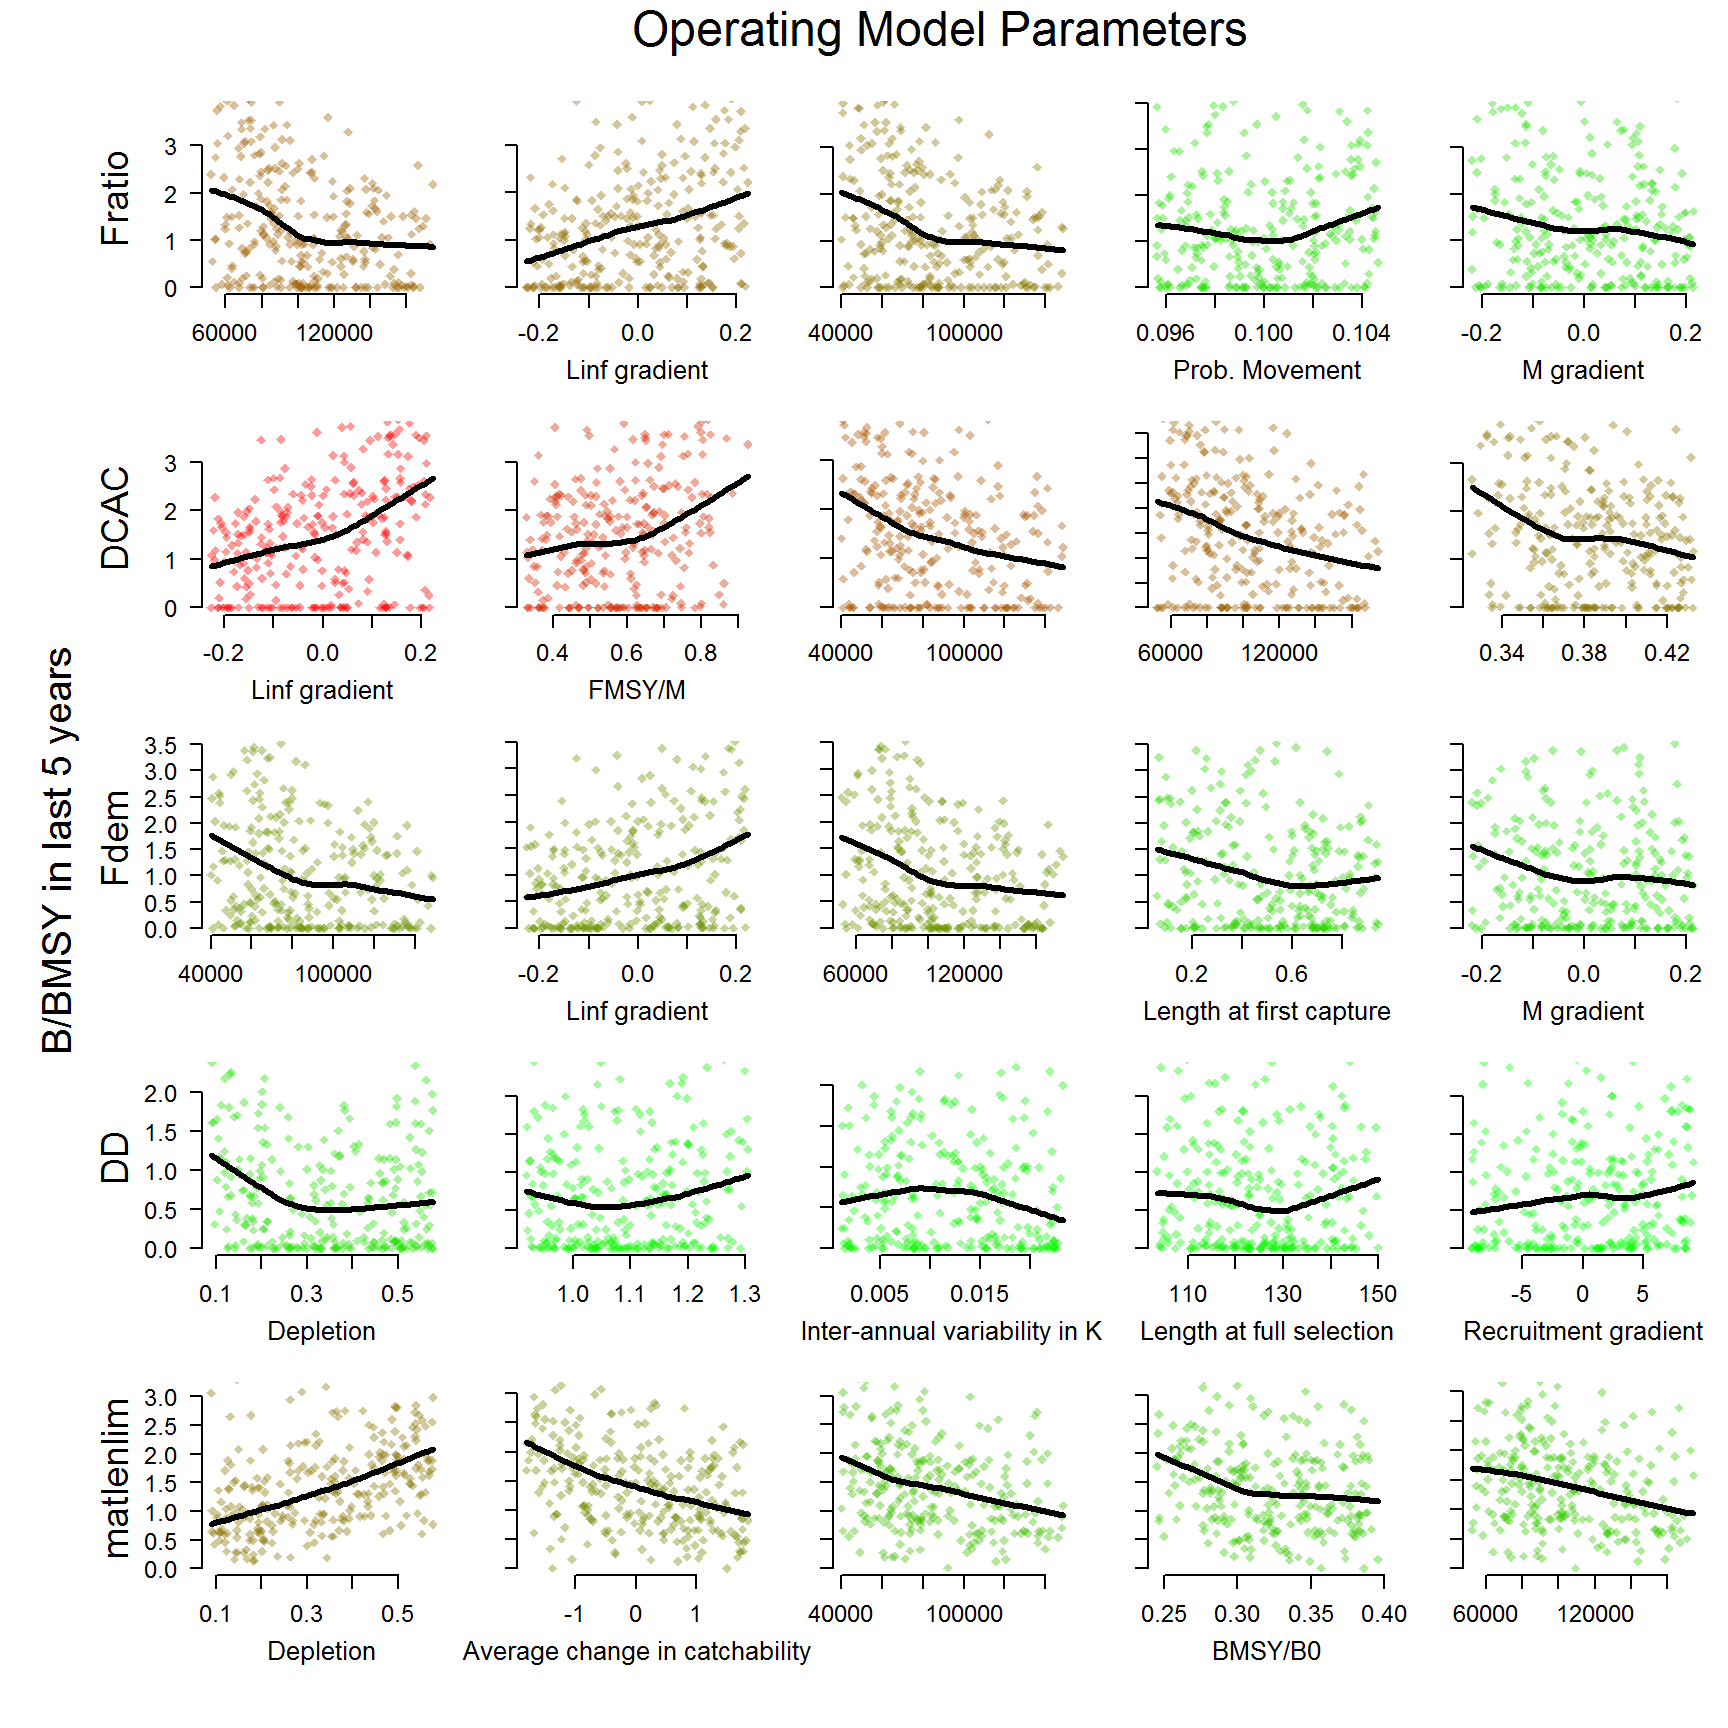 Operating Model Parameters
B/BMSY in last 5 years
Fratio
3
2
1
0
60000 120000
-0.2 0.0 0.2
Linf gradient
40000 100000
0.096 0.100 0.104
Prob. Movement
-0.2 0.0 0.2
M gradient
DCAC
3
2
1
0
-0.2 0.0 0.2
Linf gradient
0.4 0.6 0.8
FMSY/M
40000 100000
60000 120000
0.34 0.38 0.42
Fdem
3.5
3.0
2.5
2.0
1.5
1.0
0.5
0.0
40000 100000
-0.2 0.0 0.2
Linf gradient
60000 120000
0.2 0.6
Length at first capture
-0.2 0.0 0.2
M gradient
DD
2.0
1.5
1.0
0.5
0.0
0.1 0.3 0.5
Depletion
1.0 1.1 1.2 1.3
0.005 0.015
Inter-annual variability in K
110 130 150
Length at full selection
-5 0 5
Recruitment gradient
matlenlim
3.0
2.5
2.0
1.5
1.0
0.5
0.0
0.1 0.3 0.5
Depletion
-1 0 1
Average change in catchability
40000 100000
0.25 0.30 0.35 0.40
BMSY/B0
60000 120000